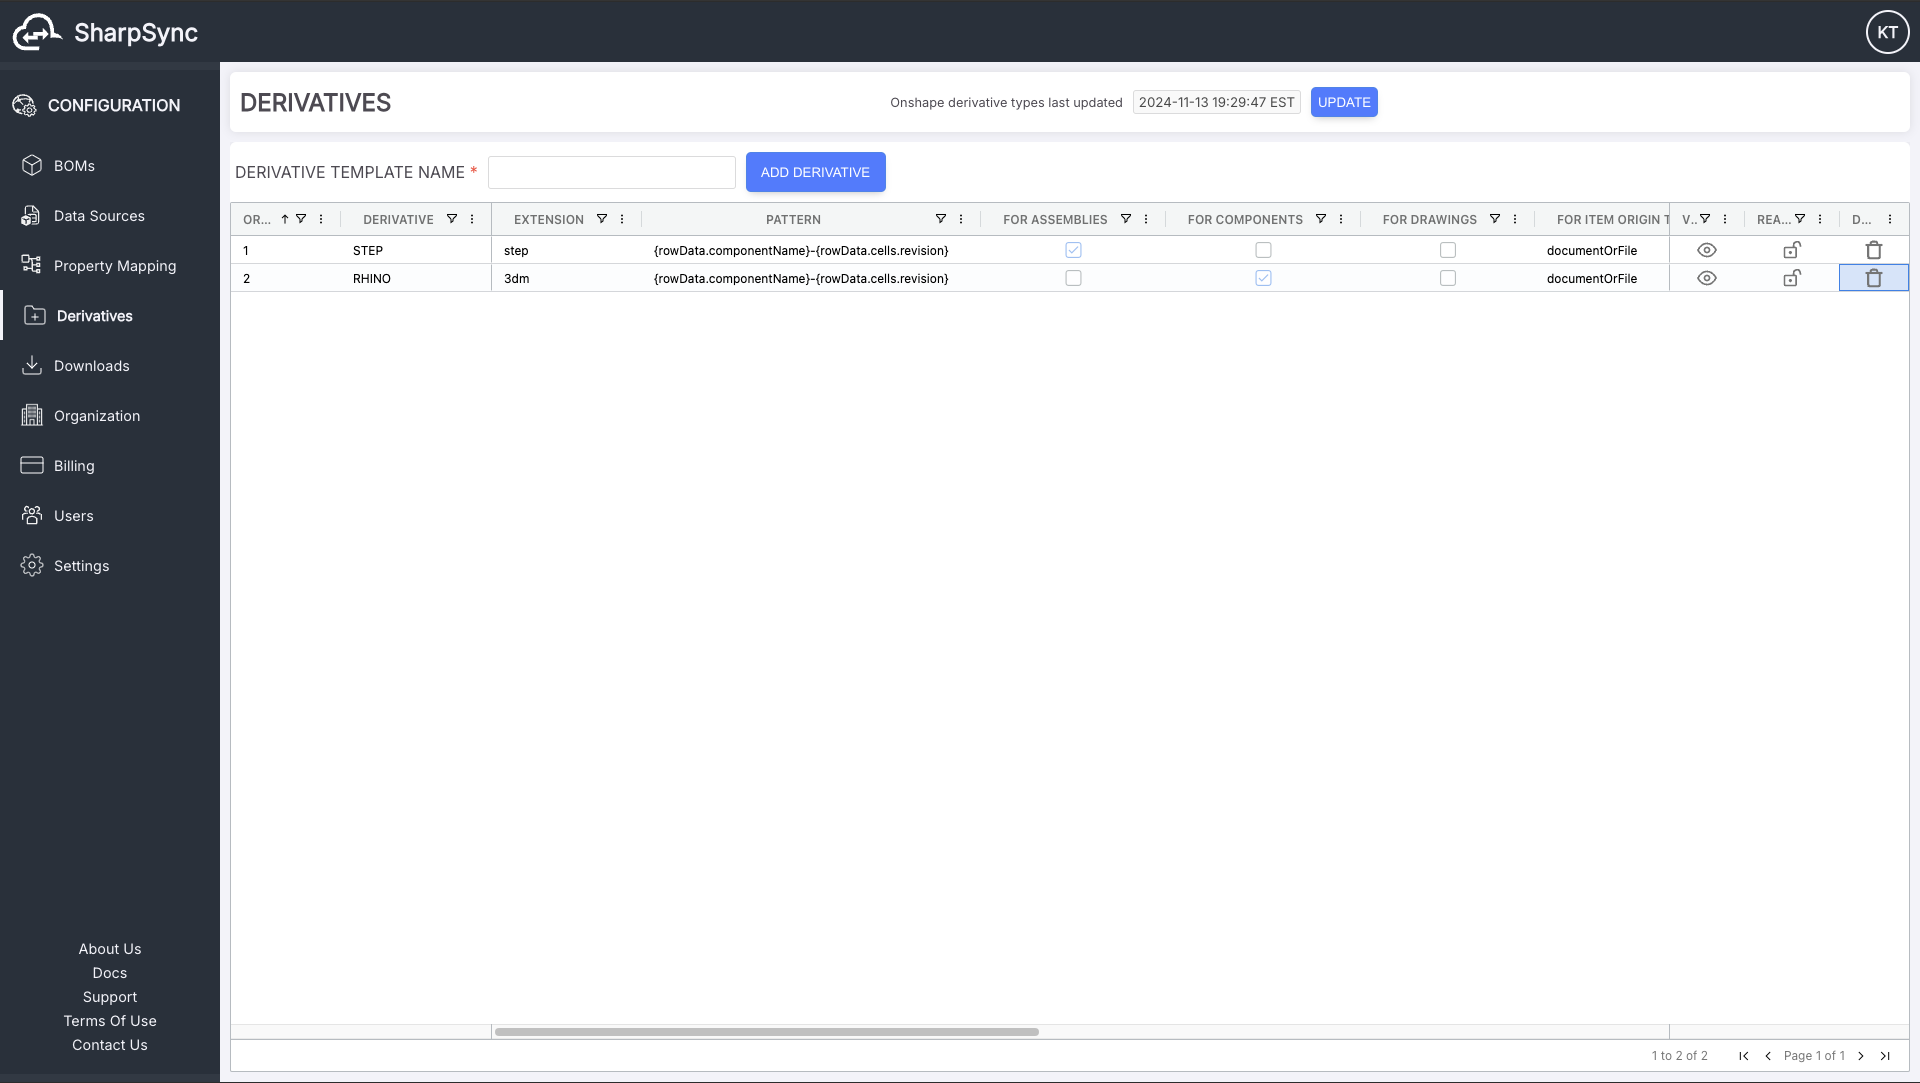 SharpSync
KT
CONFIGURATION
BOMs
Data Sources
Property Mapping
Derivatives
Downloads
Organization
Billing
Users
Settings
About Us
Docs
Support
Terms Of Use
Contact Us
DERIVATIVES
Onshape derivative types last updated 2024-11-13 19:29:47 EST UPDATE
DERIVATIVE TEMPLATE NAME * ADD DERIVATIVE
OR... DERIVATIVE EXTENSION PATTERN FOR ASSEMBLIES FOR COMPONENTS FOR DRAWINGS FOR ITEM ORIGIN T V... REA... D...
1 STEP step {rowData.componentName}-{rowData.cells.revision} documentOrFile
2 RHINO 3dm {rowData.componentName}-{rowData.cells.revision} documentOrFile
1 to 2 of 2 Page 1 of 1